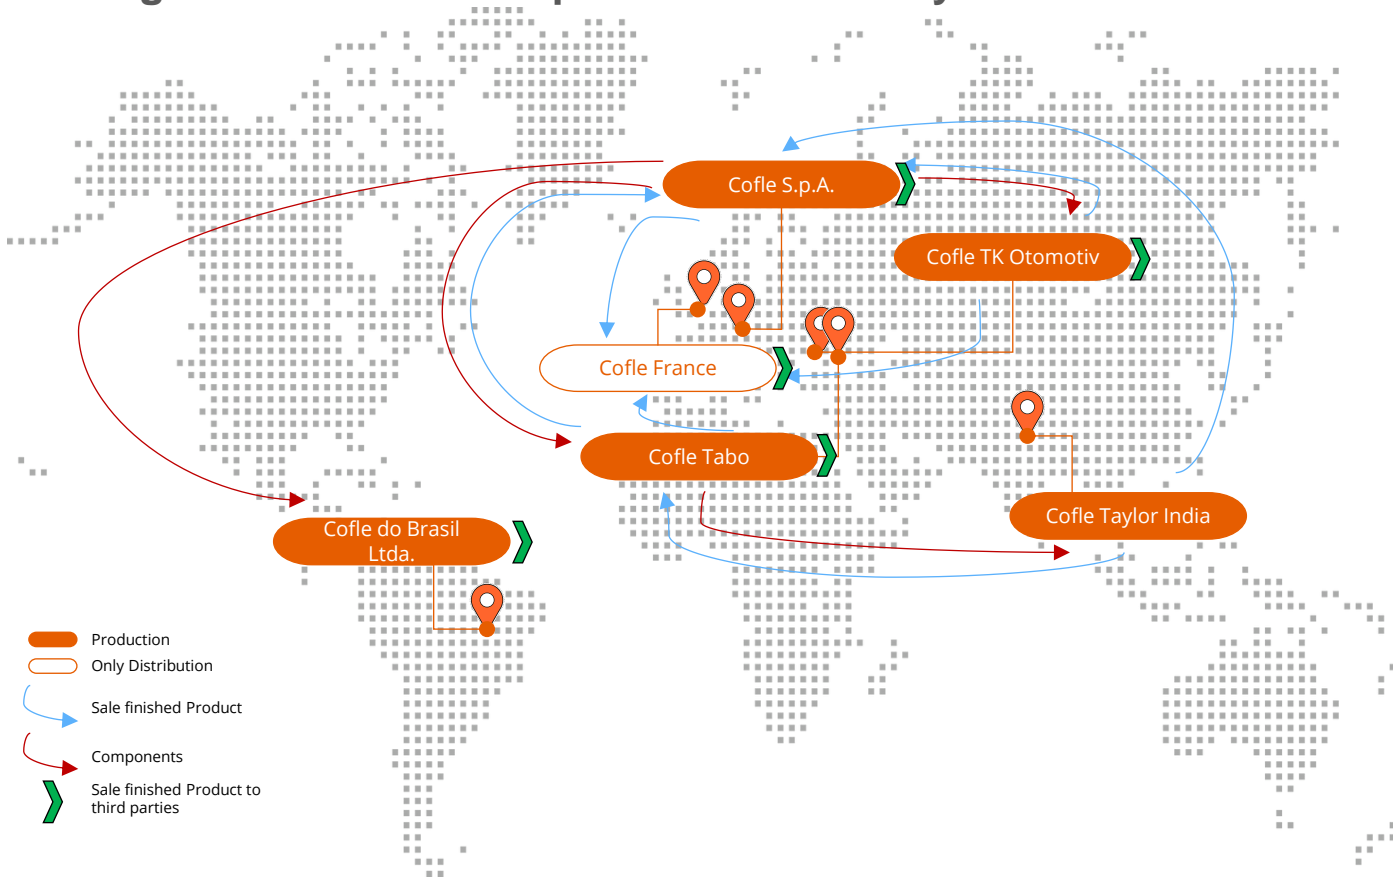 Cofle S.p.A.
Cofle TK Otomotiv
Cofle France
Cofle Tabo
Cofle Taylor India
Cofle do Brasil
Ltda.
Production
Only Distribution
Sale finished Product
Components
Sale finished Product to
third parties